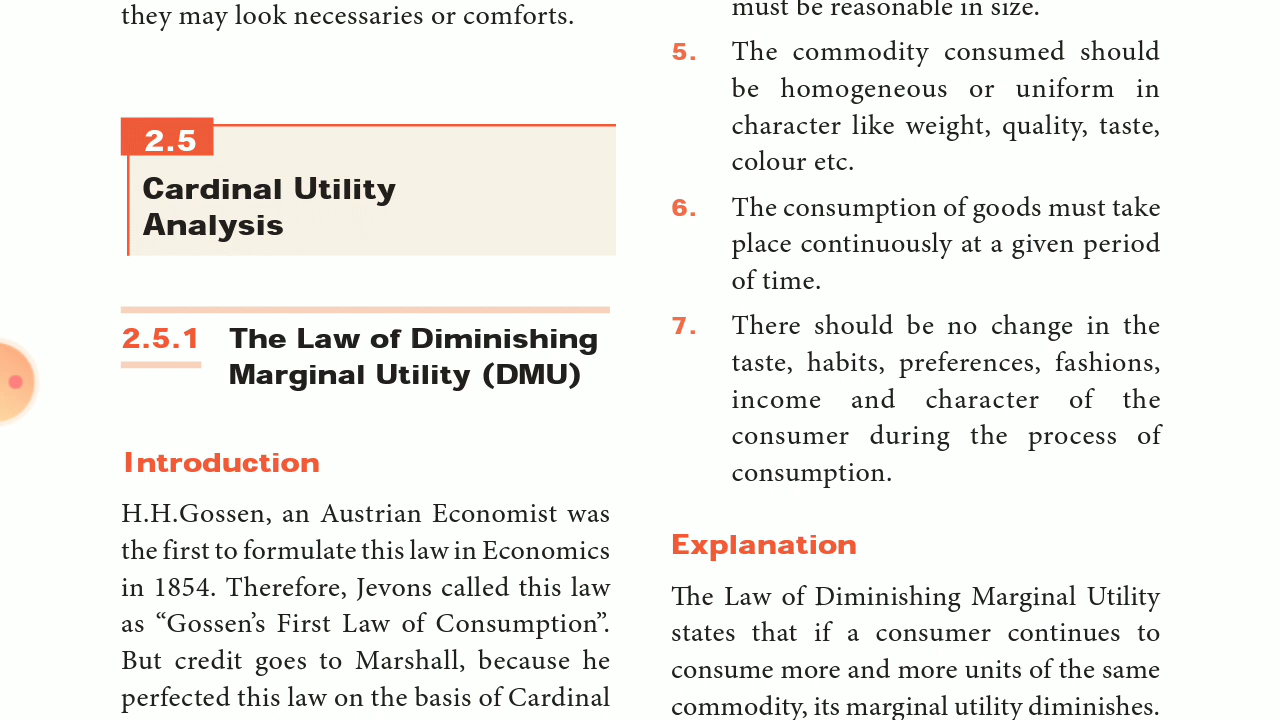 they may look necessaries or comforts.
2.5
Cardinal Utility
Analysis
2.5.1 The Law of Diminishing
Marginal Utility (DMU)
Introduction
H.H.Gossen, an Austrian Economist was
the first to formulate this law in Economics
in 1854. Therefore, Jevons called this law
as “Gossen’s First Law of Consumption”.
But credit goes to Marshall, because he
perfected this law on the basis of Cardinal
must be reasonable in size.
5. The commodity consumed should
be homogeneous or uniform in
character like weight, quality, taste,
colour etc.
6. The consumption of goods must take
place continuously at a given period
of time.
7. There should be no change in the
taste, habits, preferences, fashions,
income and character of the
consumer during the process of
consumption.
Explanation
The Law of Diminishing Marginal Utility
states that if a consumer continues to
consume more and more units of the same
commodity, its marginal utility diminishes.